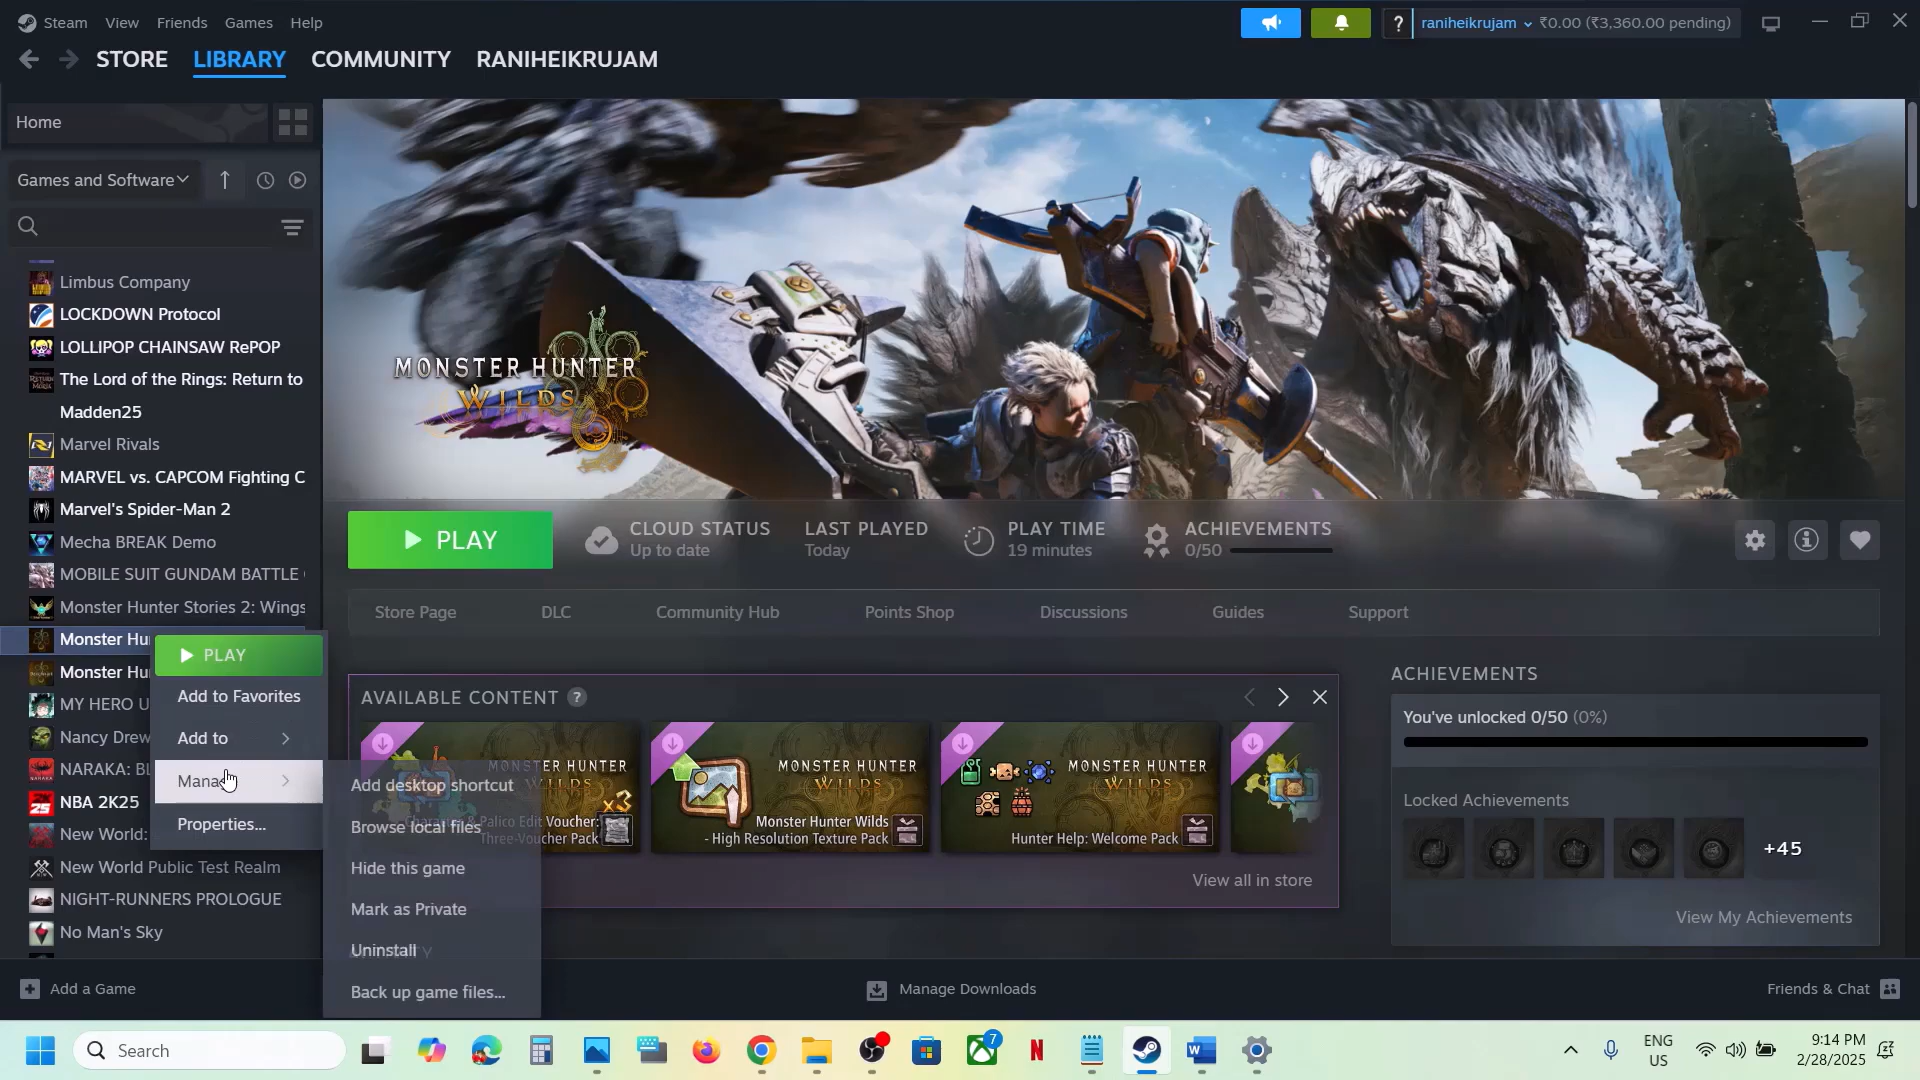 Steam View Friends Games Help
raniheikrujam ₹0.00 (₹3,360.00 pending)
STORE LIBRARY COMMUNITY RANIHEIKRUJAM
Home
Games and Software
Limbus Company
LOCKDOWN Protocol
LOLLIPOP CHAINSAW RePOP
The Lord of the Rings: Return to
Madden25
Marvel Rivals
MARVEL vs. CAPCOM Fighting C
Marvel's Spider-Man 2
Mecha BREAK Demo
MOBILE SUIT GUNDAM BATTLE
Monster Hunter Stories 2: Wings
Monster Hu
Monster Hu
MY HERO U
Nancy Drew
NARAKA: BL
NBA 2K25
New World:
New World Public Test Realm
NIGHT-RUNNERS PROLOGUE
No Man's Sky
PLAY
Add to Favorites
Add to
Manag
Properties...
Add desktop shortcut
Browse local files
Hide this game
Mark as Private
Uninstall
Back up game files...
MONSTER HUNTER
WILDS
PLAY
CLOUD STATUS
Up to date
LAST PLAYED
Today
PLAY TIME
19 minutes
ACHIEVEMENTS
0/50
Store Page DLC Community Hub Points Shop Discussions Guides Support
AVAILABLE CONTENT ?
MONSTER HUNTER
WILDS
x3
Character & Palico Edit Voucher:
Three-Voucher Pack
MONSTER HUNTER
WILDS
Monster Hunter Wilds
- High Resolution Texture Pack
MONSTER HUNTER
WILDS
Hunter Help: Welcome Pack
View all in store
ACHIEVEMENTS
You've unlocked 0/50 (0%)
Locked Achievements
+45
View My Achievements
Add a Game
Manage Downloads
Friends & Chat
Search
7
ENG
US
9:14 PM
2/28/2025